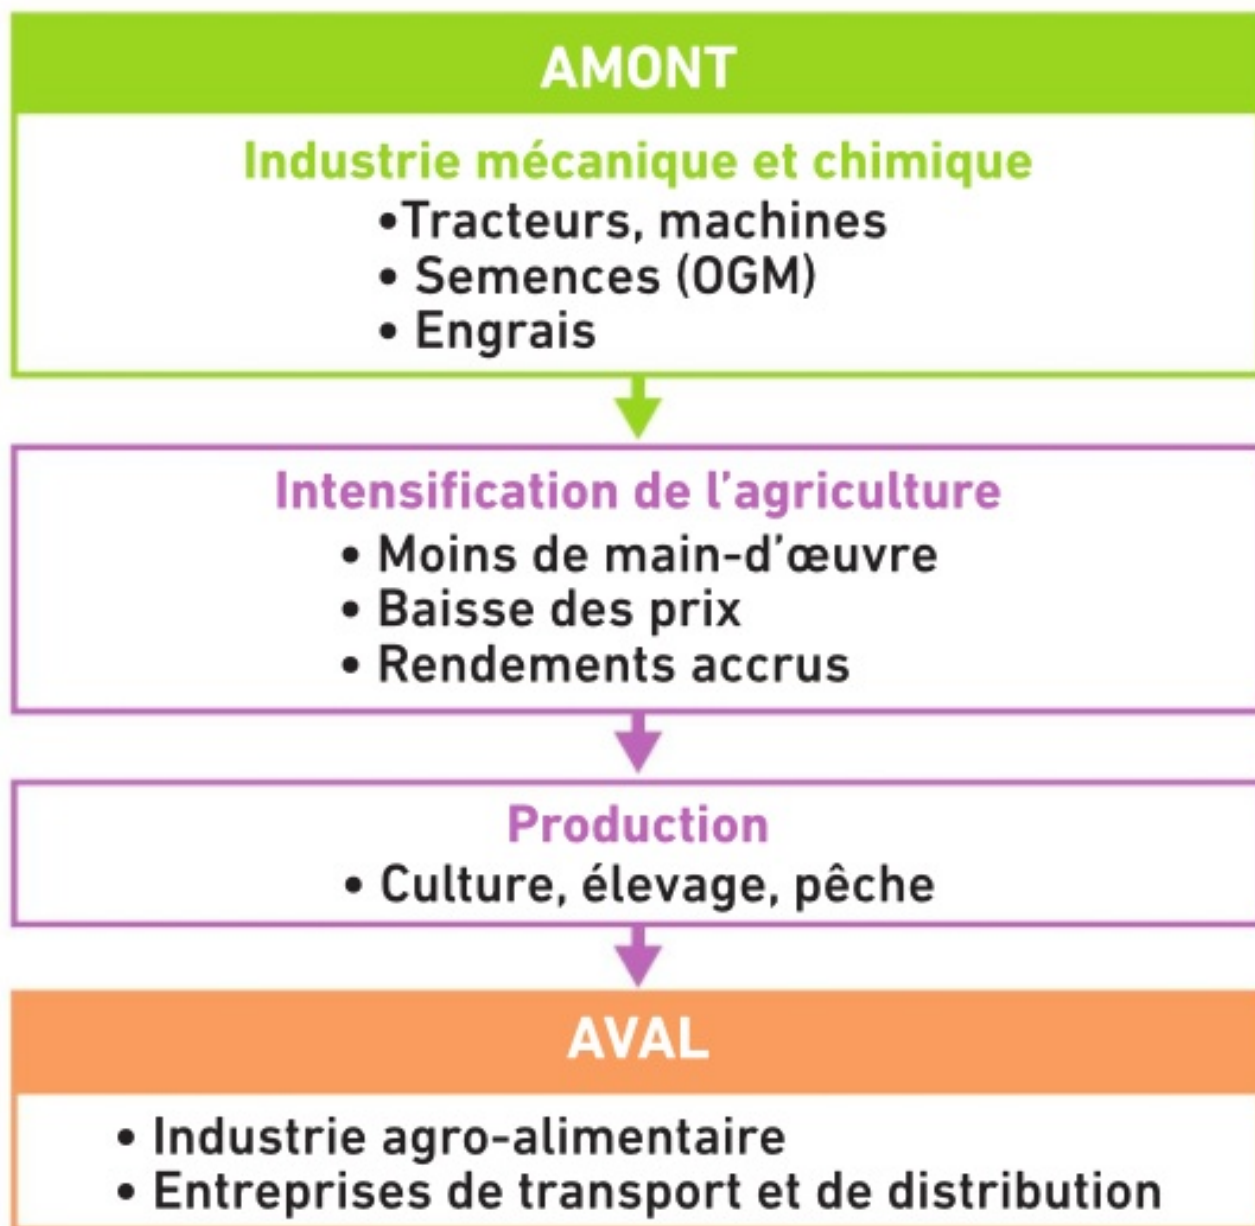 AMONT
Industrie mécanique et chimique
•Tracteurs, machines
• Semences (OGM)
• Engrais
Intensification de l'agriculture
• Moins de main-d'œuvre
• Baisse des prix
• Rendements accrus
Production
• Culture, élevage, pêche
AVAL
• Industrie agro-alimentaire
• Entreprises de transport et de distribution